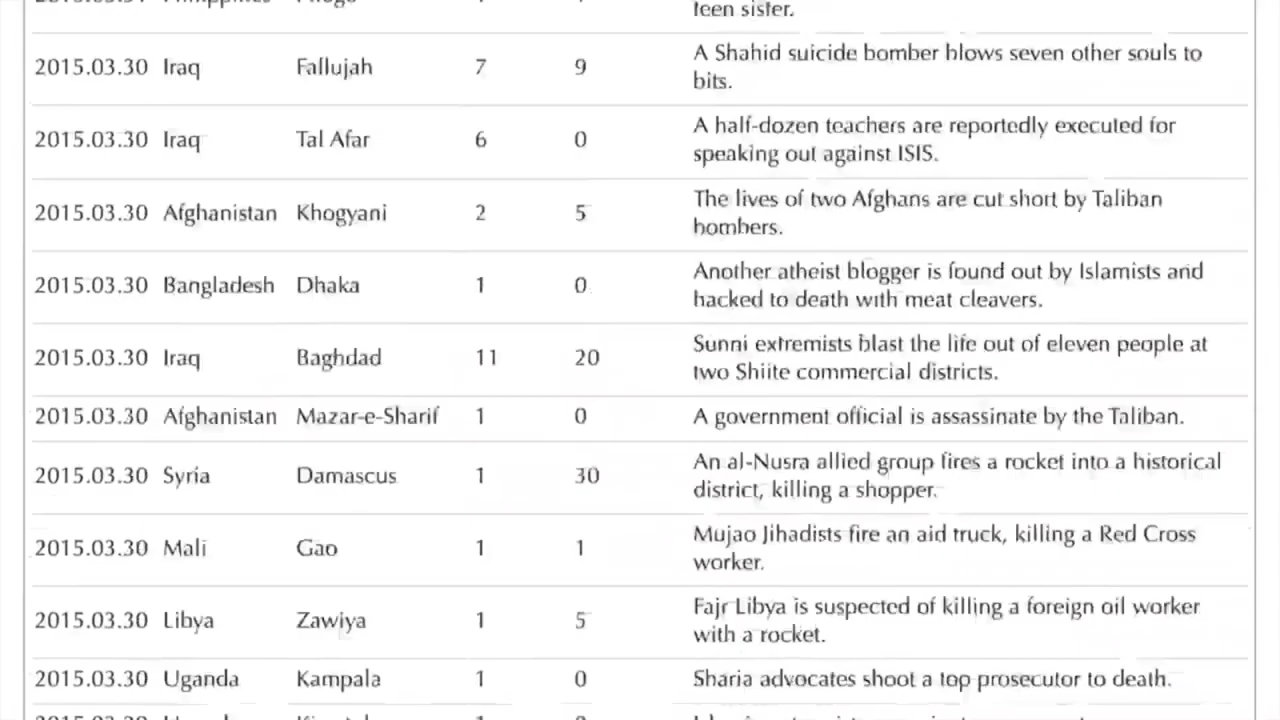 teen sister.
2015.03.30 Iraq Fallujah 7 9 A Shahid suicide bomber blows seven other souls to
bits.
2015.03.30 Iraq Tal Afar 6 0 A half-dozen teachers are reportedly executed for
speaking out against ISIS.
2015.03.30 Afghanistan Khogyani 2 5 The lives of two Afghans are cut short by Taliban
bombers.
2015.03.30 Bangladesh Dhaka 1 0 Another atheist blogger is found out by Islamists and
hacked to death with meat cleavers.
2015.03.30 Iraq Baghdad 11 20 Sunni extremists blast the life out of eleven people at
two Shiite commercial districts.
2015.03.30 Afghanistan Mazar-e-Sharif 1 0 A government official is assassinate by the Taliban.
2015.03.30 Syria Damascus 1 30 An al-Nusra allied group fires a rocket into a historical
district, killing a shopper.
2015.03.30 Mali Gao 1 1 Mujao Jihadists fire an aid truck, killing a Red Cross
worker.
2015.03.30 Libya Zawiya 1 5 Fajr Libya is suspected of killing a foreign oil worker
with a rocket.
2015.03.30 Uganda Kampala 1 0 Sharia advocates shoot a top prosecutor to death.